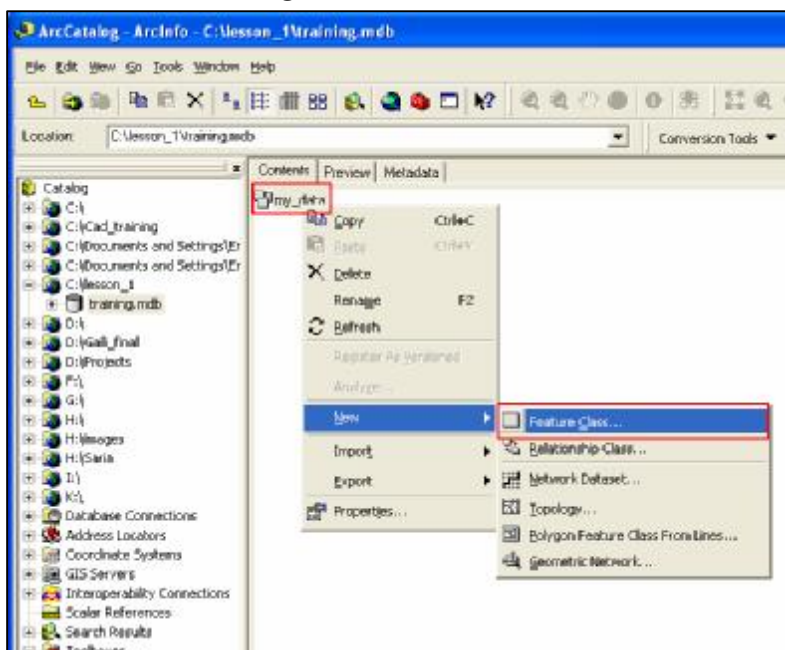 ArcCatalog - ArcInfo - C:\lesson_1\training.mdb
File Edit View Go Tools Window Help
Location: C:\lesson_1\training.mdb
Conversion Tools
Contents Preview Metadata
Catalog
C:\
C:\Cad_training
C:\Documents and Settings\Er
C:\Documents and Settings\Er
C:\lesson_1
training.mdb
D:\
D:\Gali_final
D:\Projects
F:\
G:\
H:\
H:\Images
H:\Saria
I:\
K:\
Database Connections
Address Locators
Coordinate Systems
GIS Servers
Interoperability Connections
Scalar References
Search Results
my_data
Copy Ctrl+C
Paste Ctrl+V
Delete
Rename F2
Refresh
Register As Versioned
Analyze...
New
Import
Export
Properties...
Feature Class...
Relationship Class...
Network Dataset...
Topology...
Polygon Feature Class From Lines...
Geometric Network...